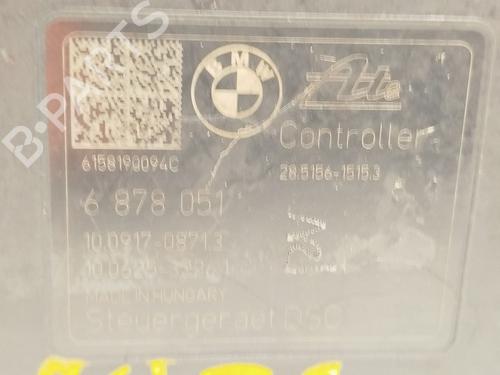 BMW
Ate
Controller
6158190094C
28.5156-1515.3
6 878 051
10.0917-0871.3
MADE IN HUNGARY
Steuergeraet DSC
B-PARTS